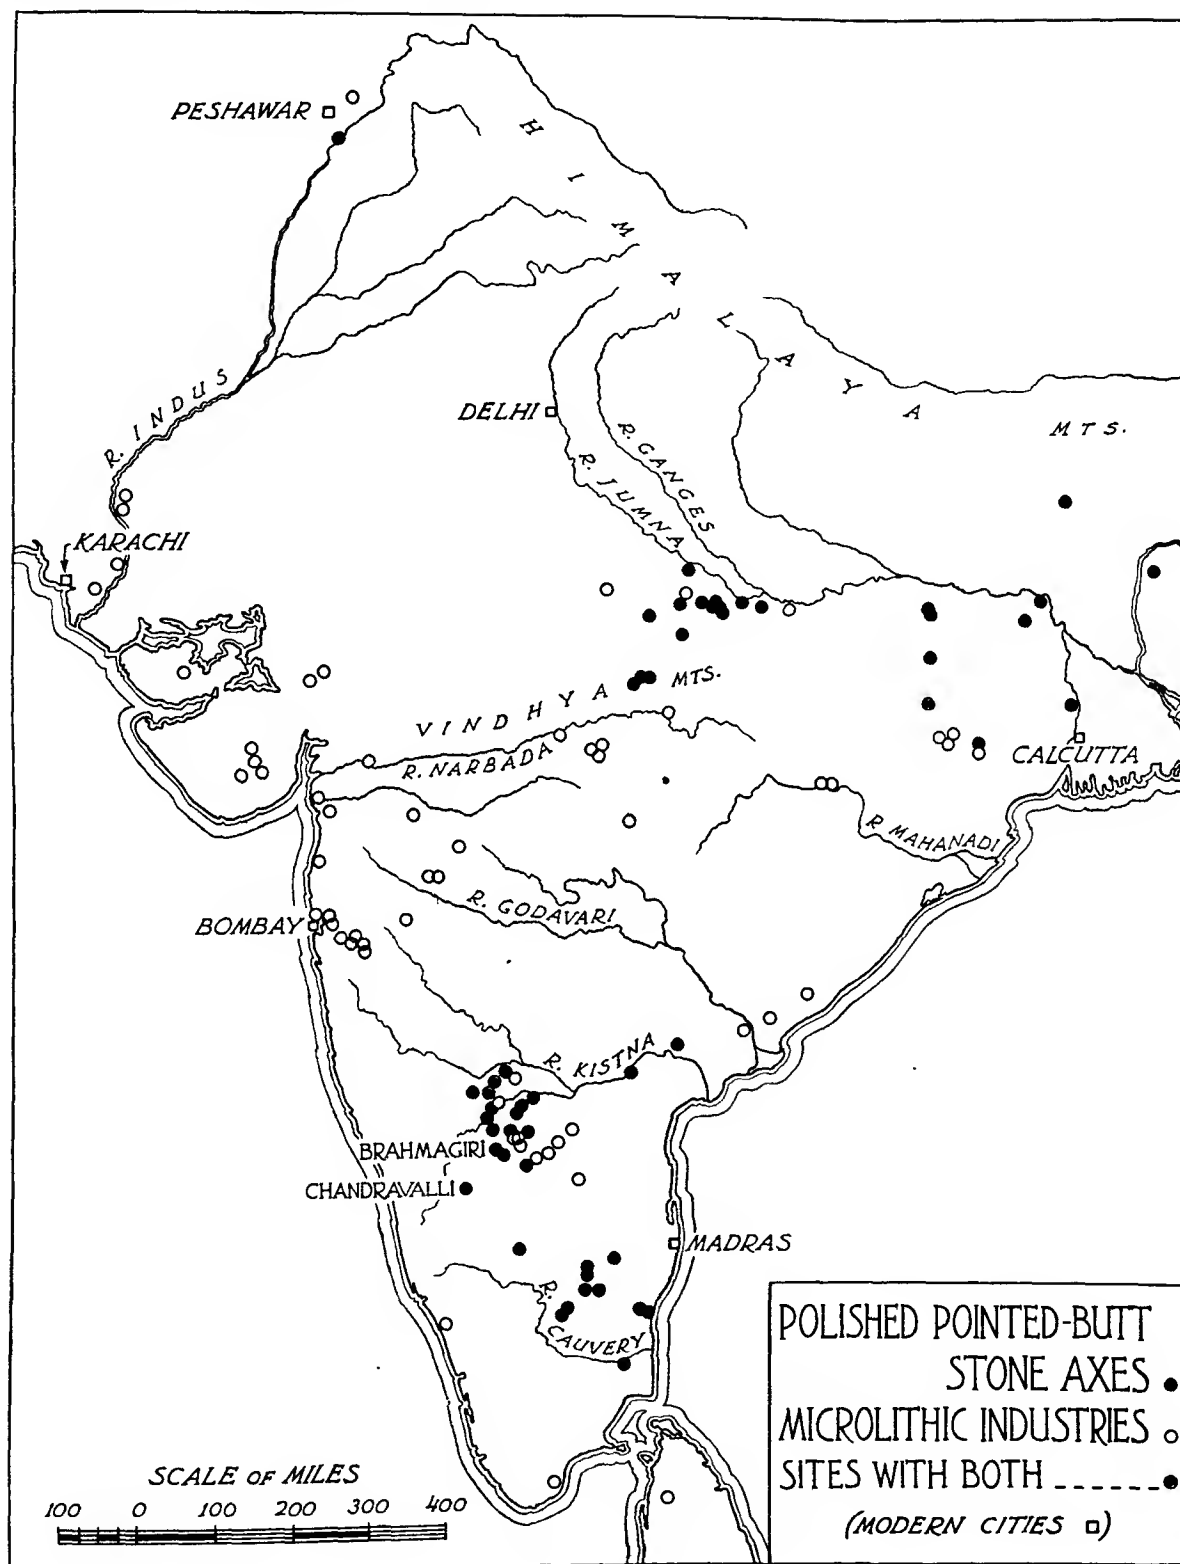 PESHAWAR
HIMALAYA
MTS.
R. INDUS
DELHI
R. GANGES
R. JUMNA
KARACHI
VINDHYA MTS.
R. NARBADA
CALCUTTA
R. MAHANADI
R. GODAVARI
BOMBAY
R. KISTNA
BRAHMAGIRI
CHANDRAVALLI
MADRAS
R. CAUVERY
POLISHED POINTED-BUTT
STONE AXES
MICROLITHIC INDUSTRIES
SITES WITH BOTH ------
(MODERN CITIES)
SCALE OF MILES
100 0 100 200 300 400